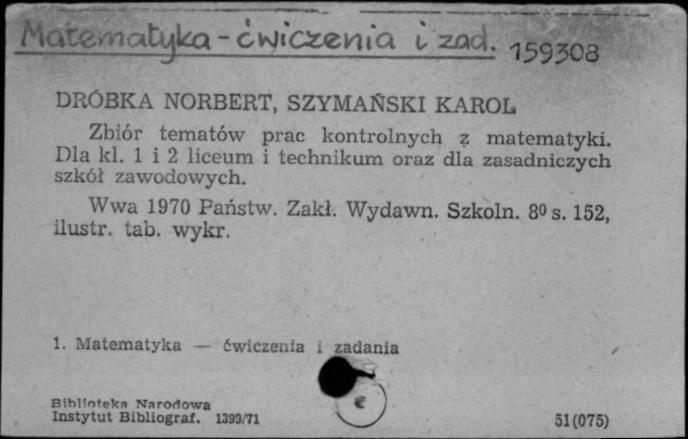 Matematyka - ćwiczenia i zad. 159308
DRÓBKA NORBERT, SZYMAŃSKI KAROL
Zbiór tematów prac kontrolnych z matematyki.
Dla kl. 1 i 2 liceum i technikum oraz dla zasadniczych
szkół zawodowych.
Wwa 1970 Państw. Zakł. Wydawn. Szkoln. 8⁰ s. 152,
ilustr. tab. wykr.
1. Matematyka — ćwiczenia i zadania
Biblioteka Narodowa
Instytut Bibliograf. 1393/71
51(075)